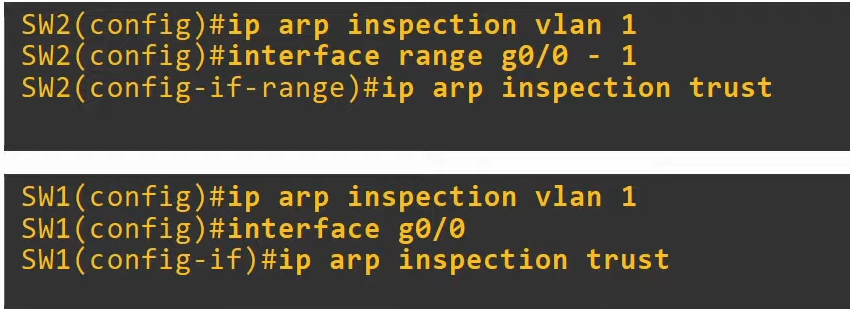 SW2(config)#ip arp inspection vlan 1
SW2(config)#interface range g0/0 - 1
SW2(config-if-range)#ip arp inspection trust
SW1(config)#ip arp inspection vlan 1
SW1(config)#interface g0/0
SW1(config-if)#ip arp inspection trust